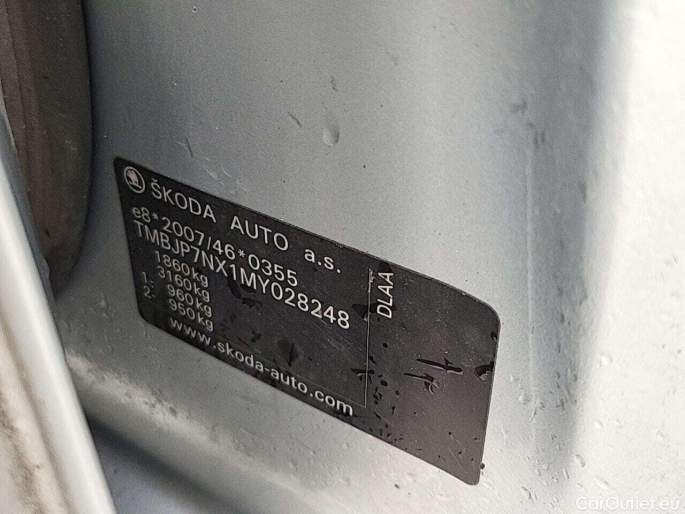 ŠKODA AUTO a.s.
e8*2007/46*0355
TMBJP7NX1MY028248
1860kg
3160kg
1. 960kg
2. 950kg
www.skoda-auto.com
DLAA
CarOutlet.eu